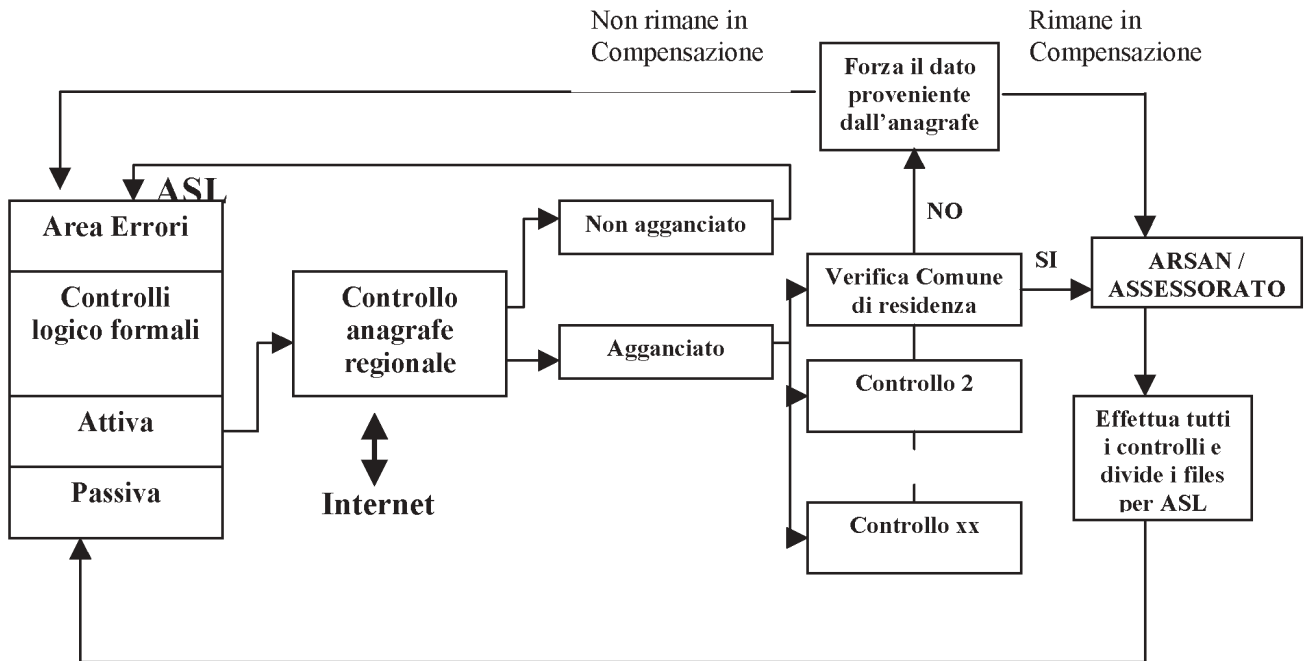 Non rimane in
Compensazione
Rimane in
Compensazione
Forza il dato
proveniente
dall'anagrafe
ASL
Area Errori
Controlli
logico formali
Attiva
Passiva
Controllo
anagrafe
regionale
Internet
Non agganciato
Agganciato
NO
Verifica Comune
di residenza
SI
Controllo 2
Controllo xx
ARSAN /
ASSESSORATO
Effettua tutti
i controlli e
divide i files
per ASL